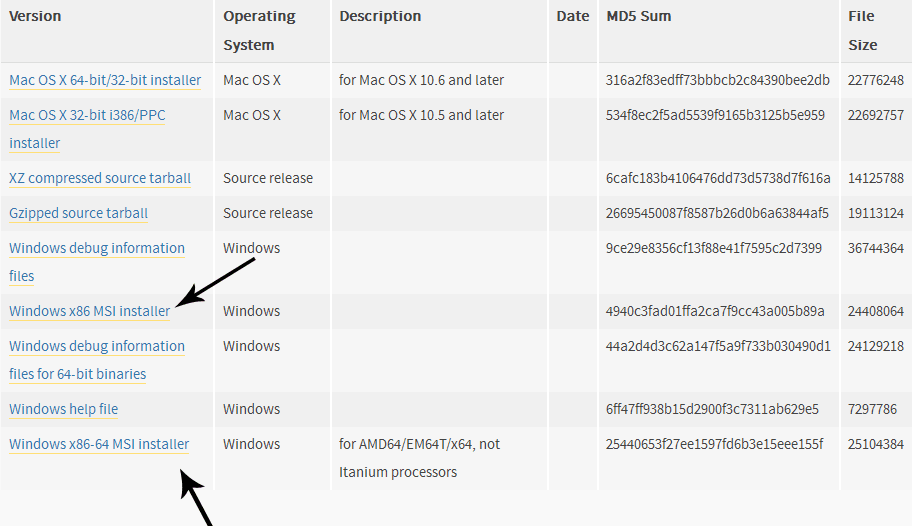 Version Operating System Description Date MD5 Sum File Size
Mac OS X 64-bit/32-bit installer Mac OS X for Mac OS X 10.6 and later 316a2f83edff73bbbcb2c84390bee2db 22776248
Mac OS X 32-bit i386/PPC installer Mac OS X for Mac OS X 10.5 and later 534f8ec2f5ad5539f9165b3125b5e959 22692757
XZ compressed source tarball Source release 6cafc183b4106476dd73d5738d7f616a 14125788
Gzipped source tarball Source release 26695450087f8587b26d0b6a63844af5 19113124
Windows debug information files Windows 9ce29e8356cf13f88e41f7595c2d7399 36744364
Windows x86 MSI installer Windows 4940c3fad01ffa2ca7f9cc43a005b89a 24408064
Windows debug information files for 64-bit binaries Windows 44a2d4d3c62a147f5a9f733b030490d1 24129218
Windows help file Windows 6ff47ff938b15d2900f3c7311ab629e5 7297786
Windows x86-64 MSI installer Windows for AMD64/EM64T/x64, not Itanium processors 25440653f27ee1597fd6b3e15eee155f 25104384